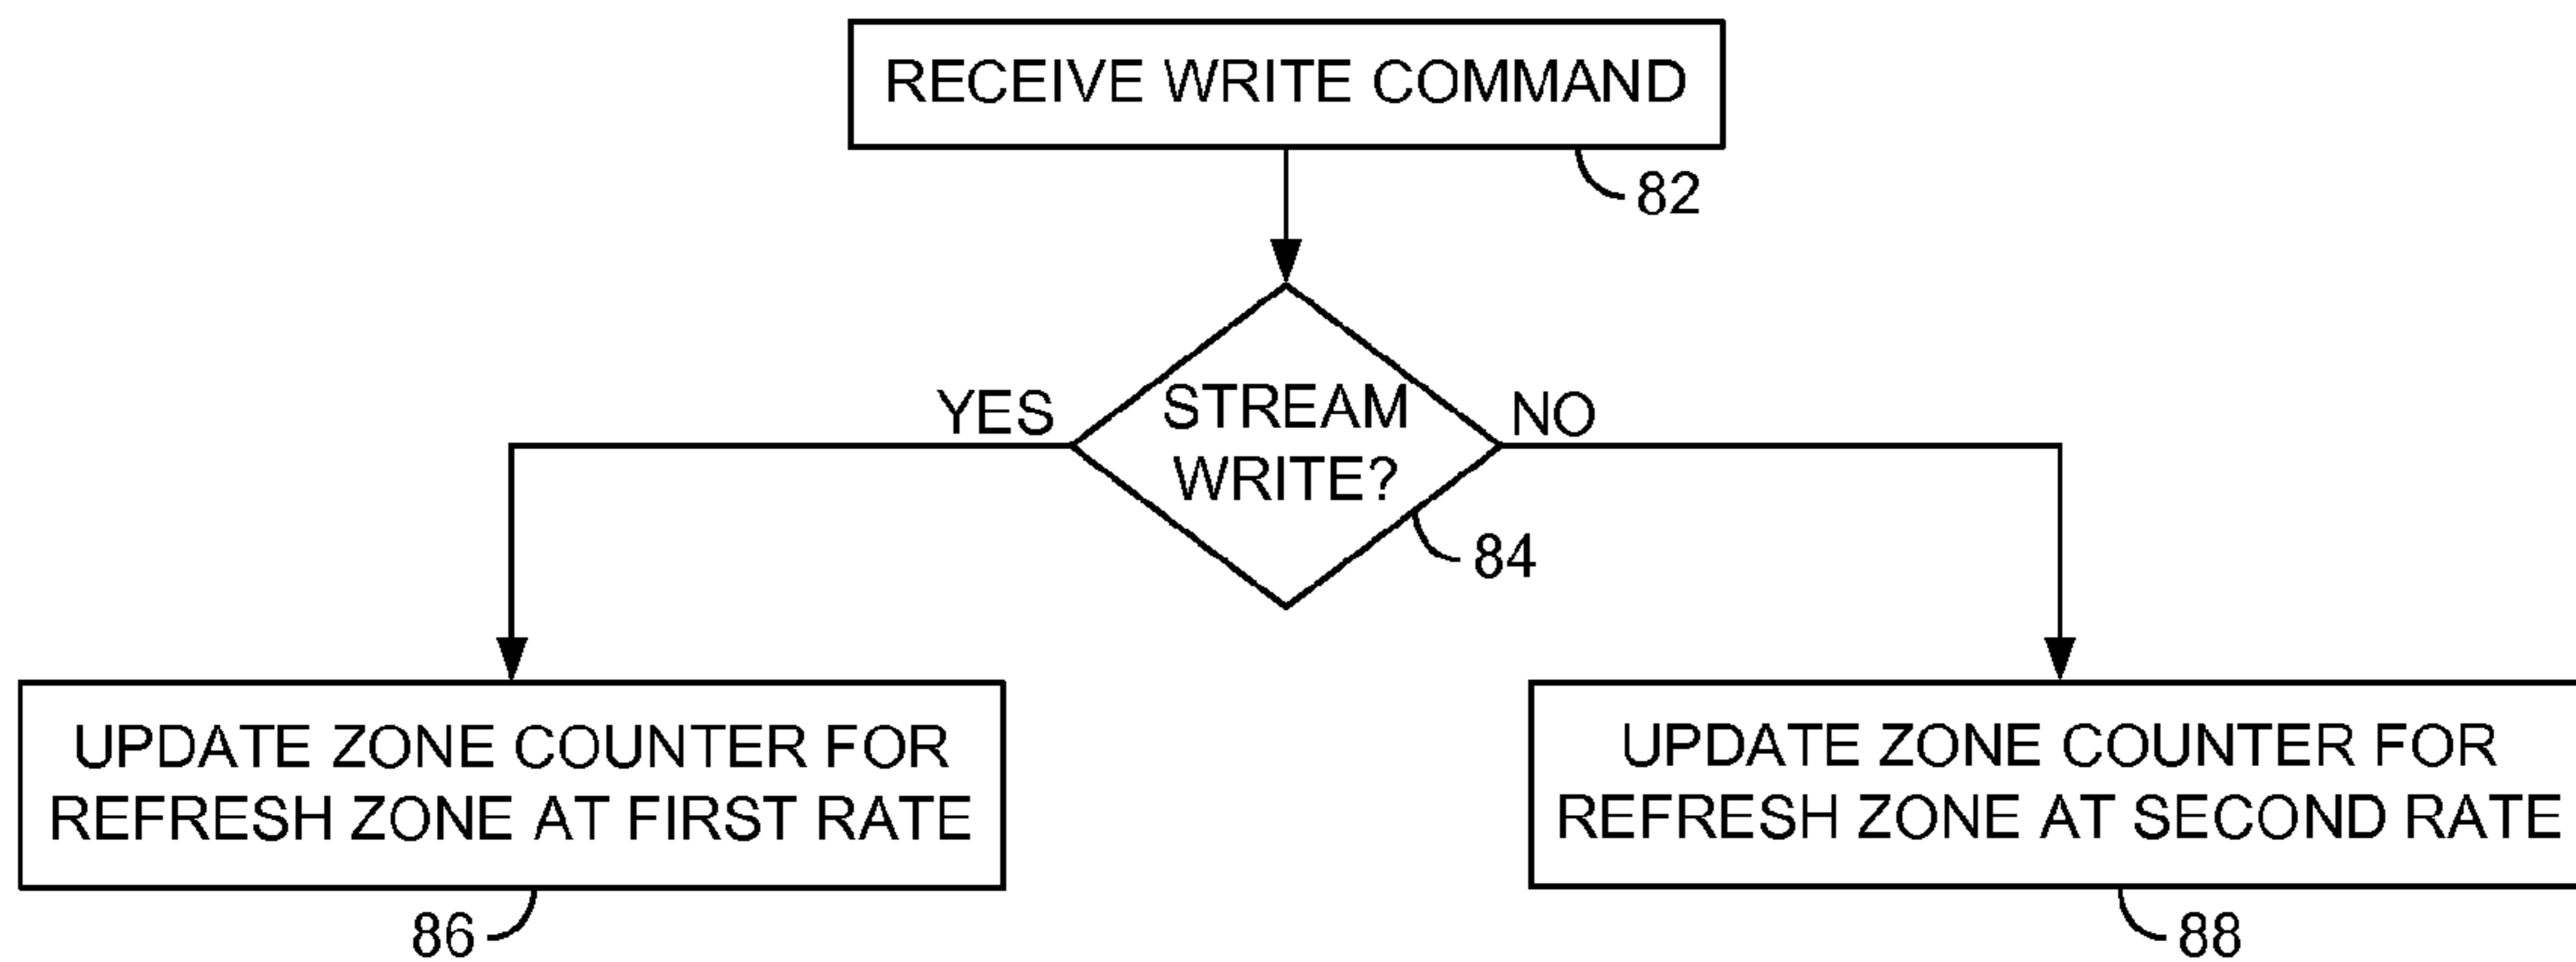 RECEIVE WRITE COMMAND
82
STREAM
WRITE?
YES
NO
84
UPDATE ZONE COUNTER FOR
REFRESH ZONE AT FIRST RATE
86
UPDATE ZONE COUNTER FOR
REFRESH ZONE AT SECOND RATE
88